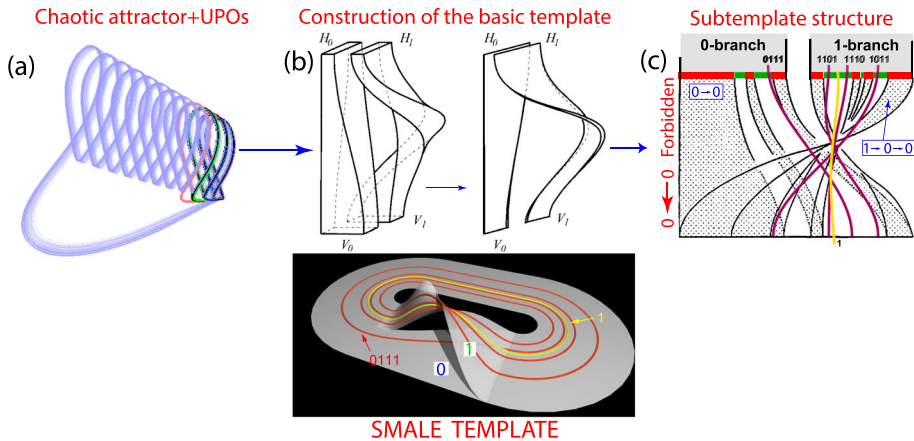 Chaotic attractor+UPOs
(a)
Construction of the basic template
(b)
H0 H1
V0 V1
H0 H1
V0 V1
0111
0
1
1
SMALE TEMPLATE
Subtemplate structure
(c)
0-branch 1-branch
0111 1101 1110 1011
0→0
1→0→0
0 → 0 Forbidden
1